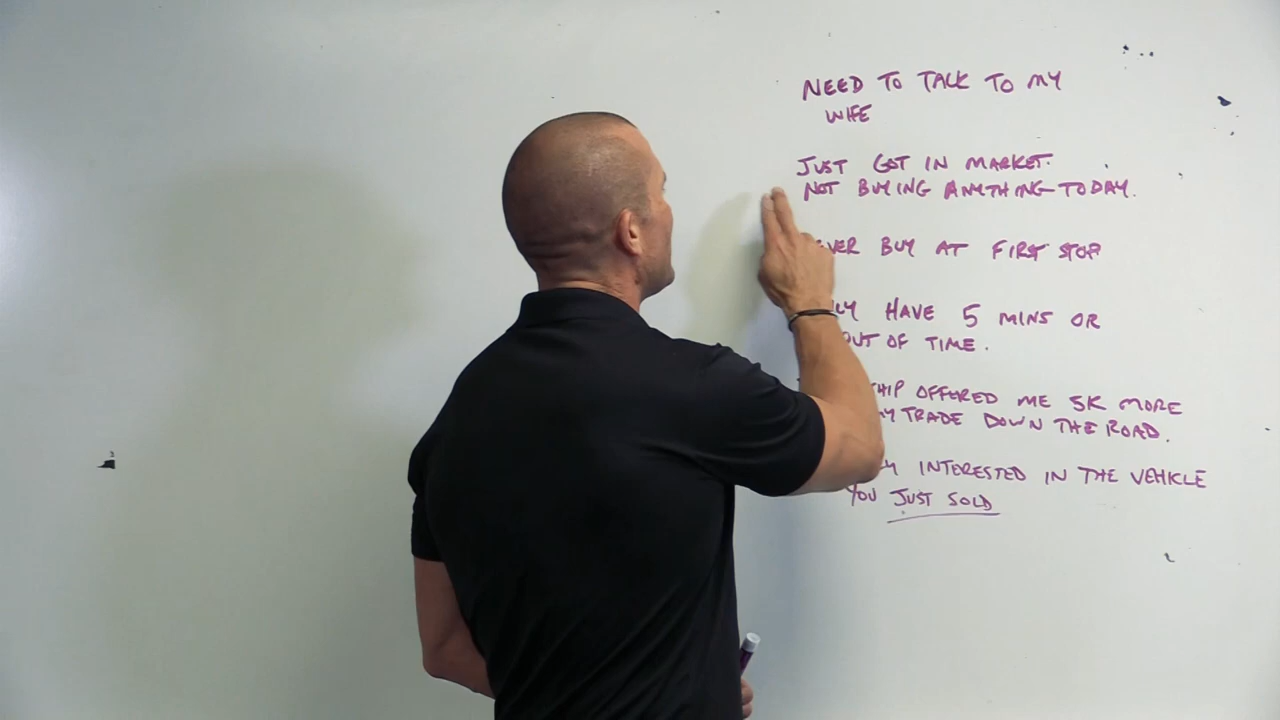 NEED TO TALK TO MY
WIFE
JUST GOT IN MARKET.
NOT BUYING ANYTHING TODAY.
BUY AT FIRST STOP
HAVE 5 MINS OR
OUT OF TIME.
OFFERED ME 5K MORE
TRADE DOWN THE ROAD.
INTERESTED IN THE VEHICLE
YOU JUST SOLD